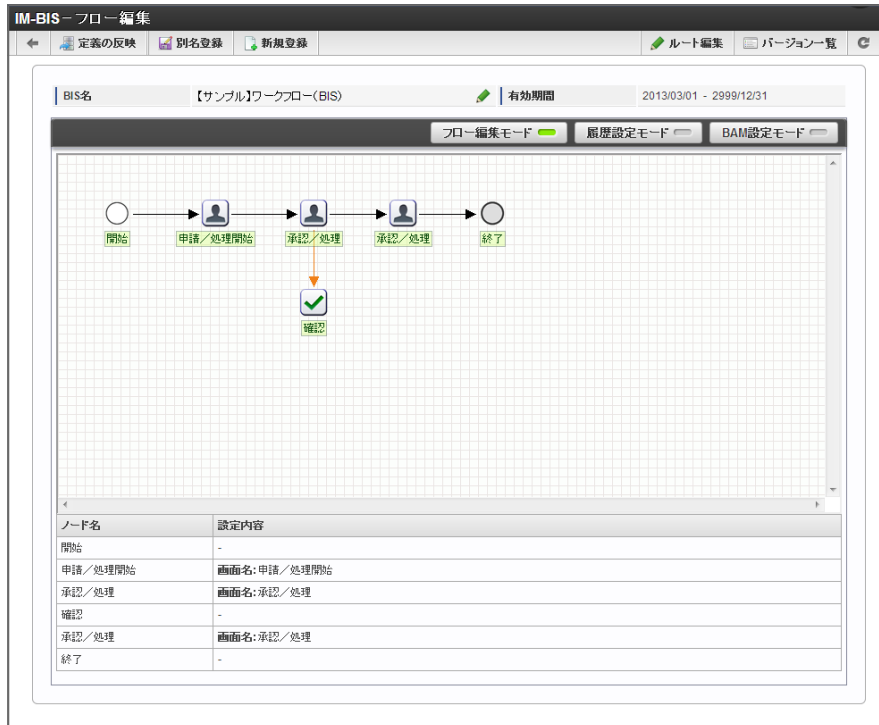 IM-BIS－フロー編集
定義の反映 別名登録 新規登録 ルート編集 バージョン一覧
BIS名 【サンプル】ワークフロー（BIS） 有効期間 2013/03/01 - 2999/12/31
フロー編集モード 履歴設定モード BAM設定モード
開始 申請／処理開始 承認／処理 承認／処理 終了
確認
ノード名 設定内容
開始 -
申請／処理開始 画面名:申請／処理開始
承認／処理 画面名:承認／処理
確認 -
承認／処理 画面名:承認／処理
終了 -